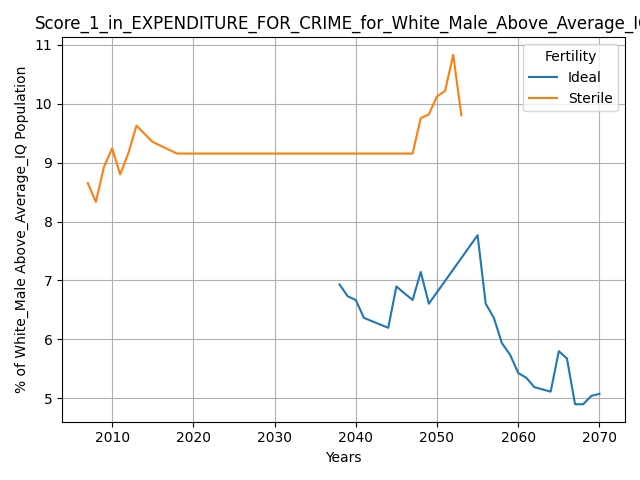 Score_1_in_EXPENDITURE_FOR_CRIME_for_White_Male_Above_Average_IQ
11
10
9
8
7
6
5
% of White_Male Above_Average_IQ Population
Fertility
Ideal
Sterile
2010 2020 2030 2040 2050 2060 2070
Years